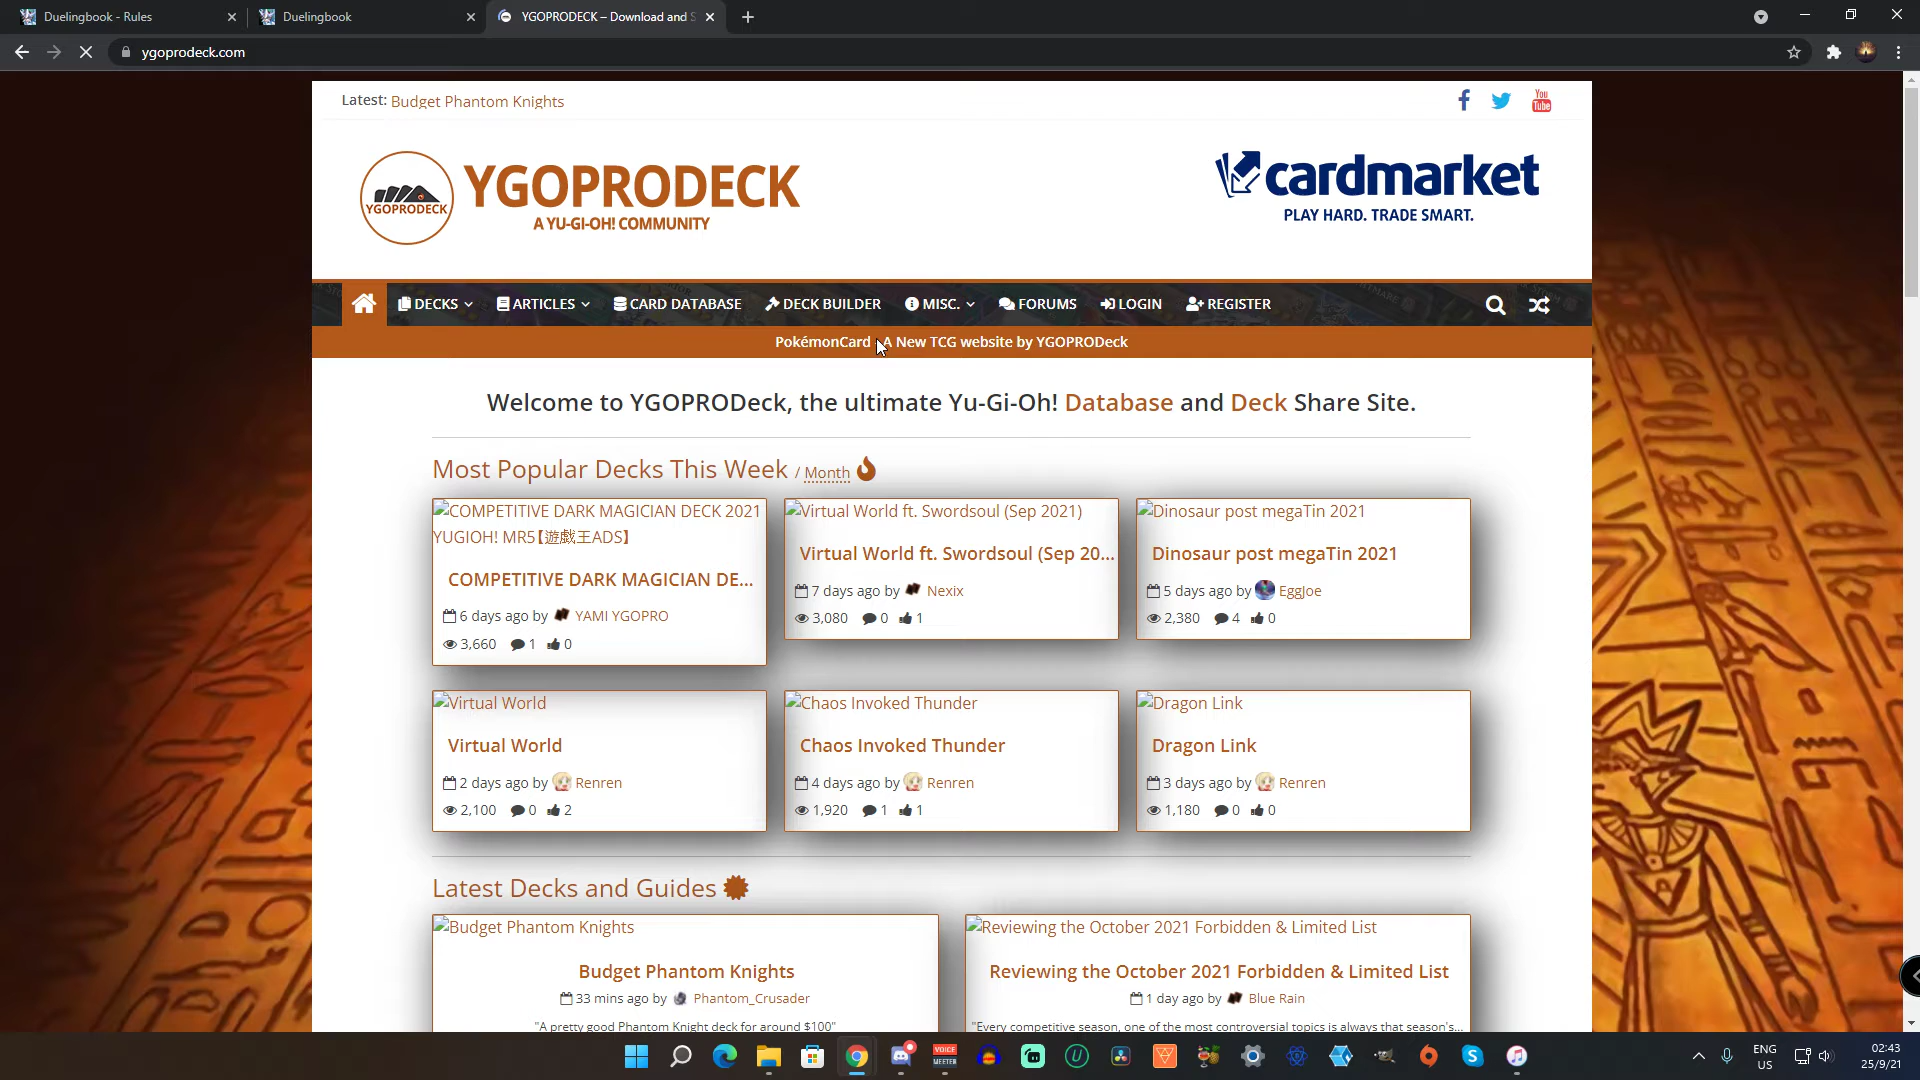 Duelingbook - Rules
Duelingbook
YGOPRODECK – Download and S
ygoprodeck.com
Latest: Budget Phantom Knights
You
Tube
YGOPRODECK
YGOPRODECK
A YU-GI-OH! COMMUNITY
cardmarket
PLAY HARD. TRADE SMART.
DECKS
ARTICLES
CARD DATABASE
DECK BUILDER
MISC.
FORUMS
LOGIN
REGISTER
PokémonCard - A New TCG website by YGOPRODeck
Welcome to YGOPRODeck, the ultimate Yu-Gi-Oh! Database and Deck Share Site.
Most Popular Decks This Week / Month
COMPETITIVE DARK MAGICIAN DECK 2021
YUGIOH! MR5【遊戯王ADS】
COMPETITIVE DARK MAGICIAN DE...
6 days ago by YAMI YGOPRO
3,660 1 0
Virtual World ft. Swordsoul (Sep 2021)
Virtual World ft. Swordsoul (Sep 20...
7 days ago by Nexix
3,080 0 1
Dinosaur post megaTin 2021
Dinosaur post megaTin 2021
5 days ago by EggJoe
2,380 4 0
Virtual World
Virtual World
2 days ago by Renren
2,100 0 2
Chaos Invoked Thunder
Chaos Invoked Thunder
4 days ago by Renren
1,920 1 1
Dragon Link
Dragon Link
3 days ago by Renren
1,180 0 0
Latest Decks and Guides
Budget Phantom Knights
Budget Phantom Knights
33 mins ago by Phantom_Crusader
"A pretty good Phantom Knight deck for around $100"
Reviewing the October 2021 Forbidden & Limited List
Reviewing the October 2021 Forbidden & Limited List
1 day ago by Blue Rain
"Every competitive season, one of the most controversial topics is always that season's...
VOICE
MEETER
ENG
US
02:43
25/9/21